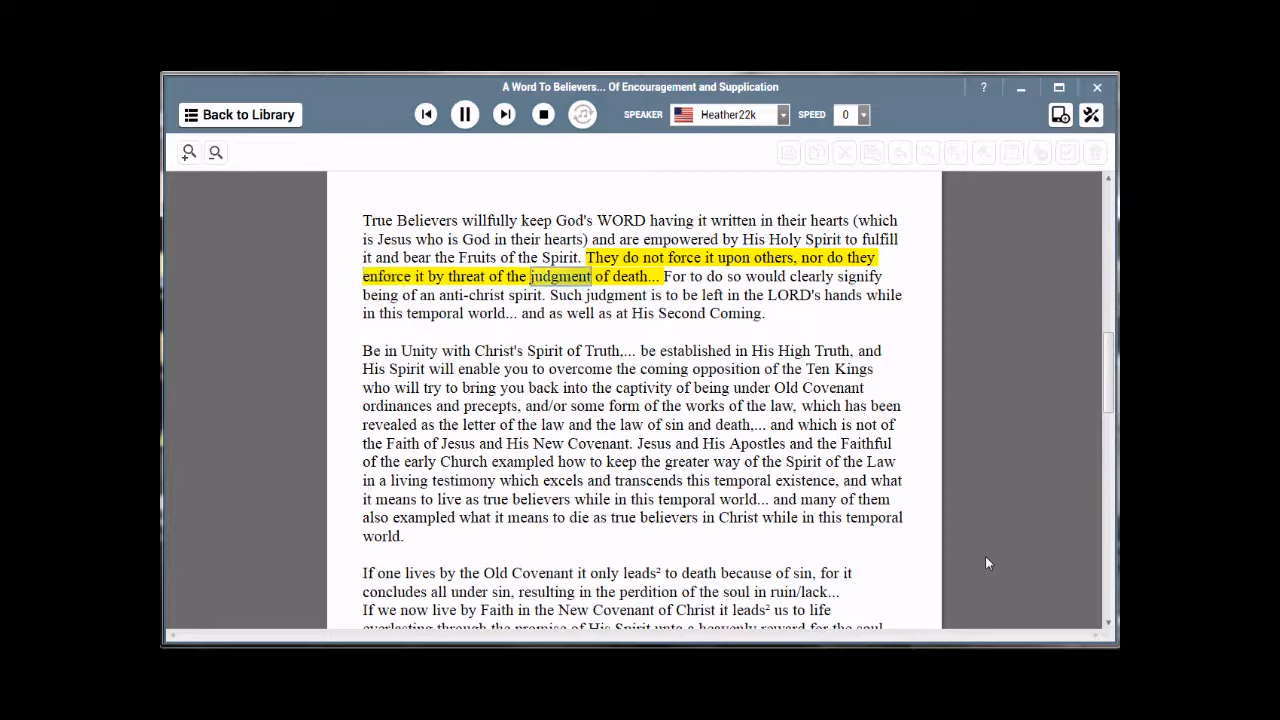 A Word To Believers... Of Encouragement and Supplication
?
Back to Library
SPEAKER
Heather22k
SPEED
0
True Believers willfully keep God's WORD having it written in their hearts (which
is Jesus who is God in their hearts) and are empowered by His Holy Spirit to fulfill
it and bear the Fruits of the Spirit. They do not force it upon others, nor do they
enforce it by threat of the judgment of death... For to do so would clearly signify
being of an anti-christ spirit. Such judgment is to be left in the LORD's hands while
in this temporal world... and as well as at His Second Coming.
Be in Unity with Christ's Spirit of Truth,... be established in His High Truth, and
His Spirit will enable you to overcome the coming opposition of the Ten Kings
who will try to bring you back into the captivity of being under Old Covenant
ordinances and precepts, and/or some form of the works of the law, which has been
revealed as the letter of the law and the law of sin and death,... and which is not of
the Faith of Jesus and His New Covenant. Jesus and His Apostles and the Faithful
of the early Church exampled how to keep the greater way of the Spirit of the Law
in a living testimony which excels and transcends this temporal existence, and what
it means to live as true believers while in this temporal world... and many of them
also exampled what it means to die as true believers in Christ while in this temporal
world.
If one lives by the Old Covenant it only leads² to death because of sin, for it
concludes all under sin, resulting in the perdition of the soul in ruin/lack...
If we now live by Faith in the New Covenant of Christ it leads² us to life
everlasting through the promise of His Spirit unto a heavenly reward for the soul